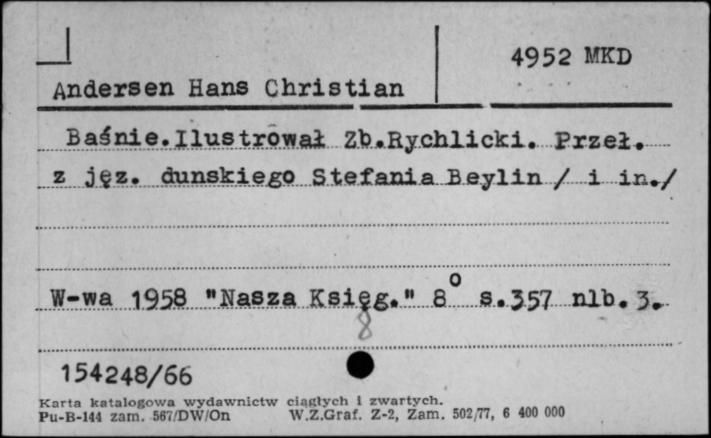 4952 MKD
Andersen Hans Christian
Baśnie.Ilustrował Zb.Rychlicki. Przeł.
z jęz. dunskiego Stefania Beylin / i in./
W-wa 1958 "Nasza Księg." 8° s.357 nlb. 3.
8
154248/66
Karta katalogowa wydawnictw ciągłych i zwartych.
Pu-B-144 zam. 567/DW/On W.Z.Graf. Z-2, Zam. 502/77, 6 400 000